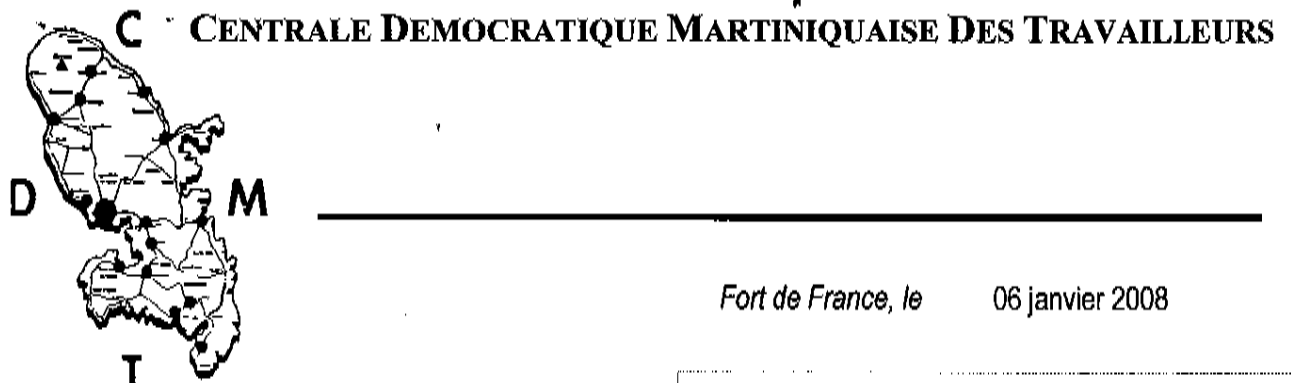 C CENTRALE DEMOCRATIQUE MARTINIQUAISE DES TRAVAILLEURS
D M
Fort de France, le 06 janvier 2008
T